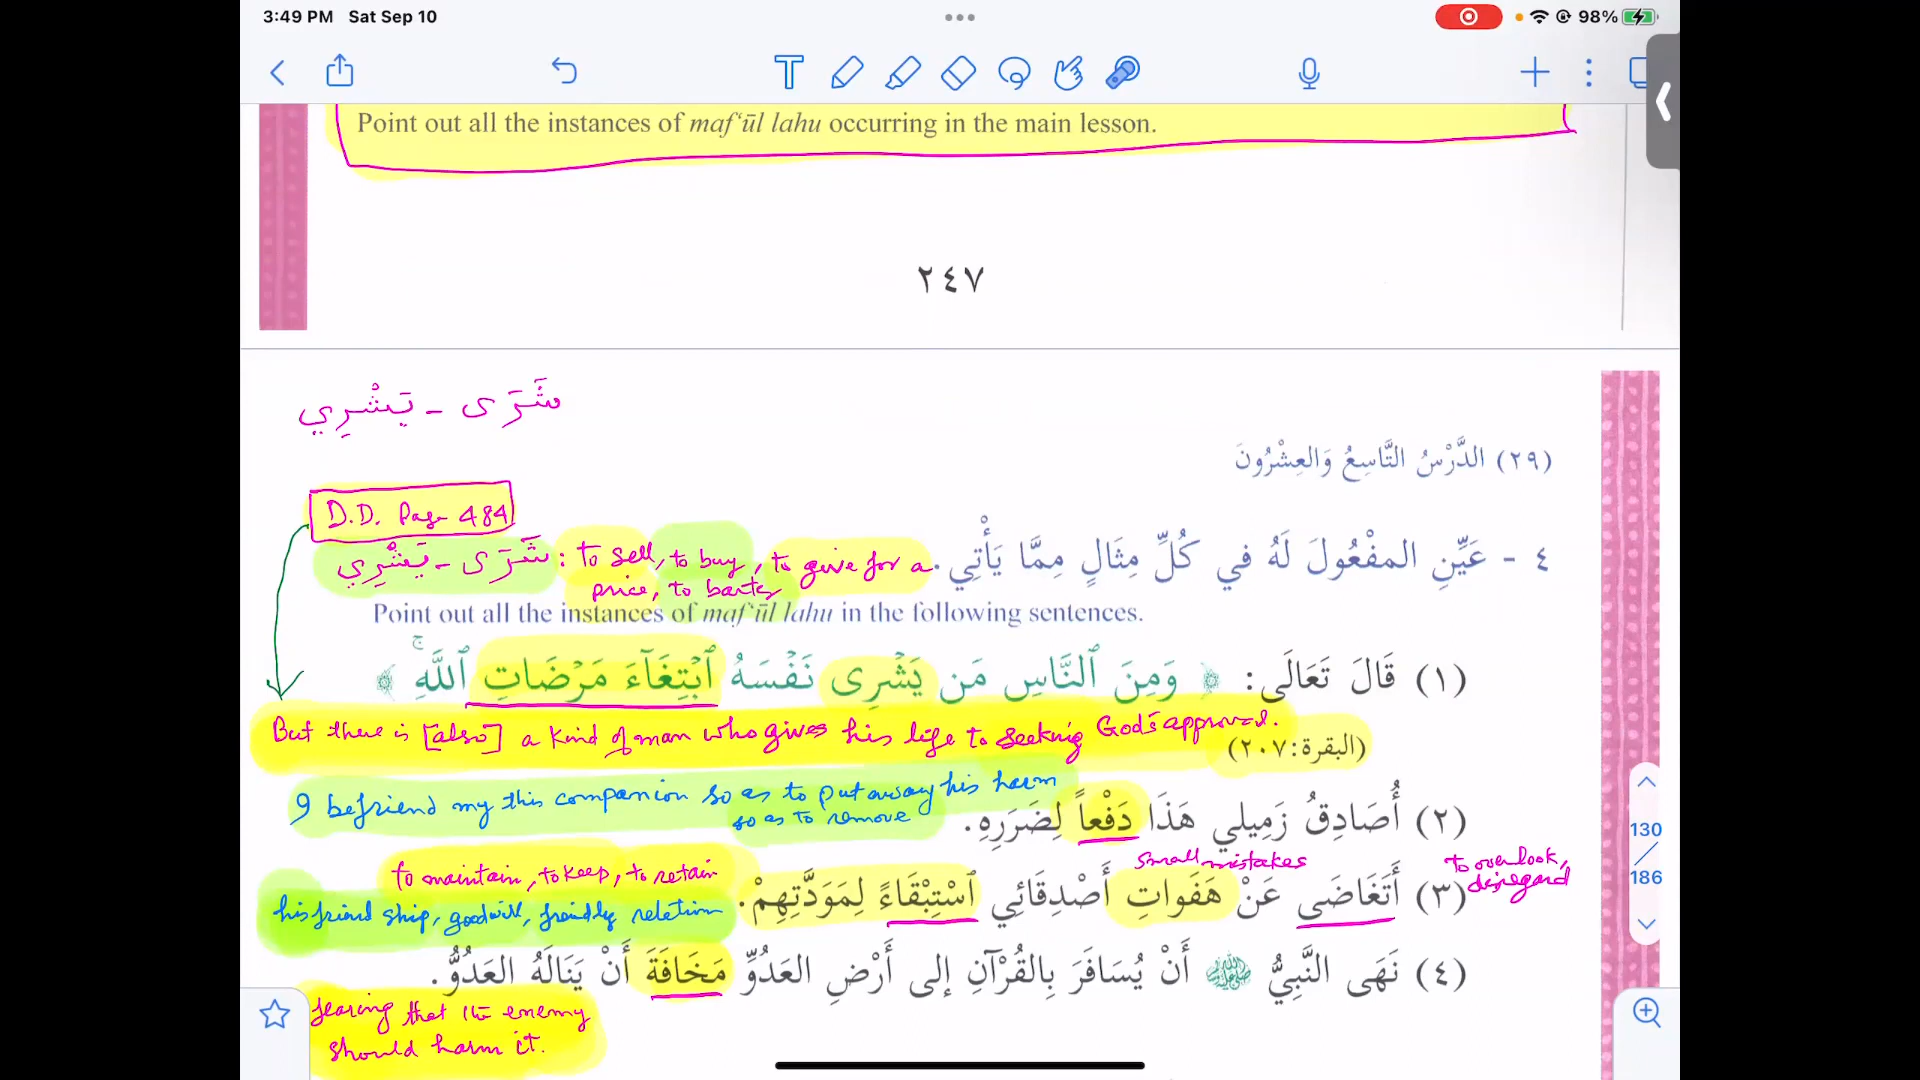 3:49 PM Sat Sep 10
98%
Point out all the instances of maf‘ūl lahu occurring in the main lesson.
٢٤٧
شَرَى - يَشْرِي
(٢٩) الدَّرْسُ التَّاسِعُ وَالعِشْرُونَ
D.D. Page 484
٤ - عَيِّنِ المفْعُولَ لَهُ في كُلِّ مِثَالٍ مِمَّا يَأْتِي.
شَرَى - يَشْرِي : to sell, to buy, to give for a
price, to barter
Point out all the instances of maf‘ūl lahu in the following sentences.
(١) قَالَ تَعَالَى: ﴿ وَمِنَ ٱلنَّاسِ مَن يَشْرِى نَفْسَهُ ٱبْتِغَآءَ مَرْضَاتِ ٱللَّهِۚ ﴾
But there is [also] a kind of man who gives his life to seeking God's approval.
(البقرة:٢٠٧)
I befriend my this companion so as to put away his harm
so as to remove
(٢) أُصَادِقُ زَمِيلي هَذَا دَفْعاً لِضَرَرِهِ.
small mistakes
to overlook,
disregard
to maintain, to keep, to retain
(٣) أَتَغَاضَى عَنْ هَفَوَاتِ أَصْدِقَائِي ٱسْتِبْقَاءً لِمَوَدَّتِهِمْ.
his friend ship, goodwill, friendly relation
(٤) نَهَى النَّبِيُّ ﷺ أَنْ يُسَافَرَ بِالقُرْآنِ إلى أَرْضِ العَدُوِّ مَخَافَةَ أَنْ يَنَالَهُ العَدُوُّ.
fearing that the enemy
should harm it.
130
186